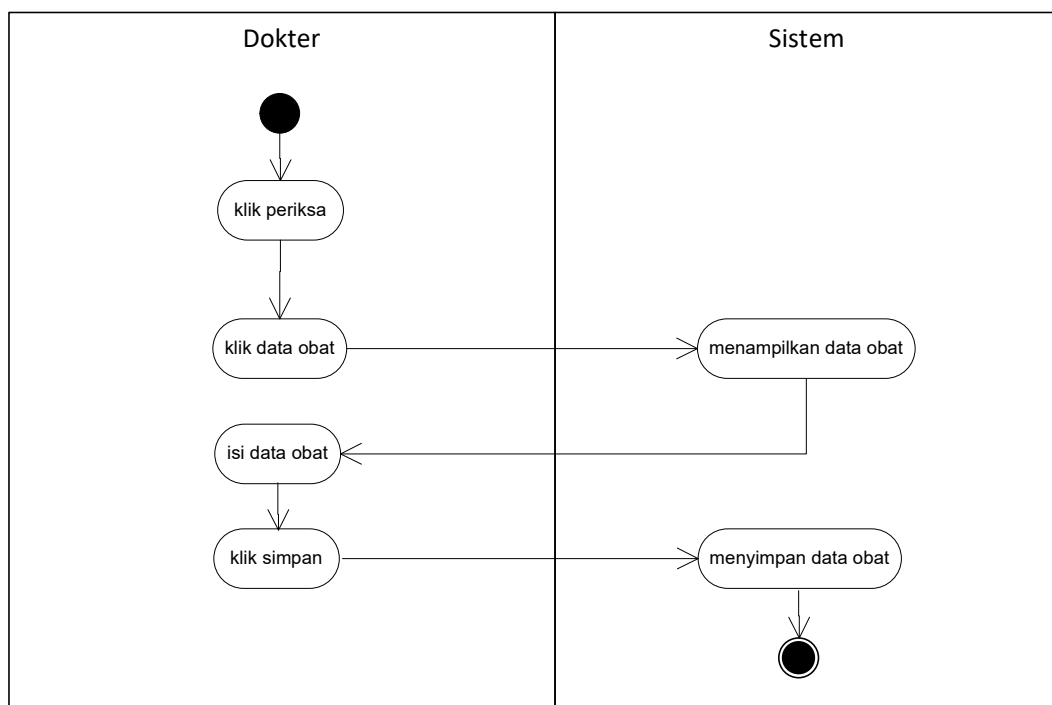 Dokter
Sistem
klik periksa
klik data obat
menampilkan data obat
isi data obat
klik simpan
menyimpan data obat